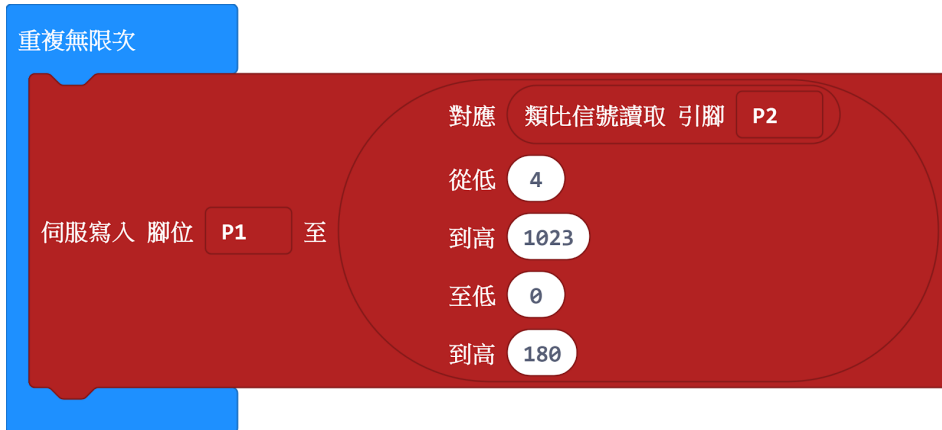 重複無限次
對應 類比信號讀取 引腳 P2
從低 4
到高 1023
伺服寫入 腳位 P1 至
至低 0
到高 180